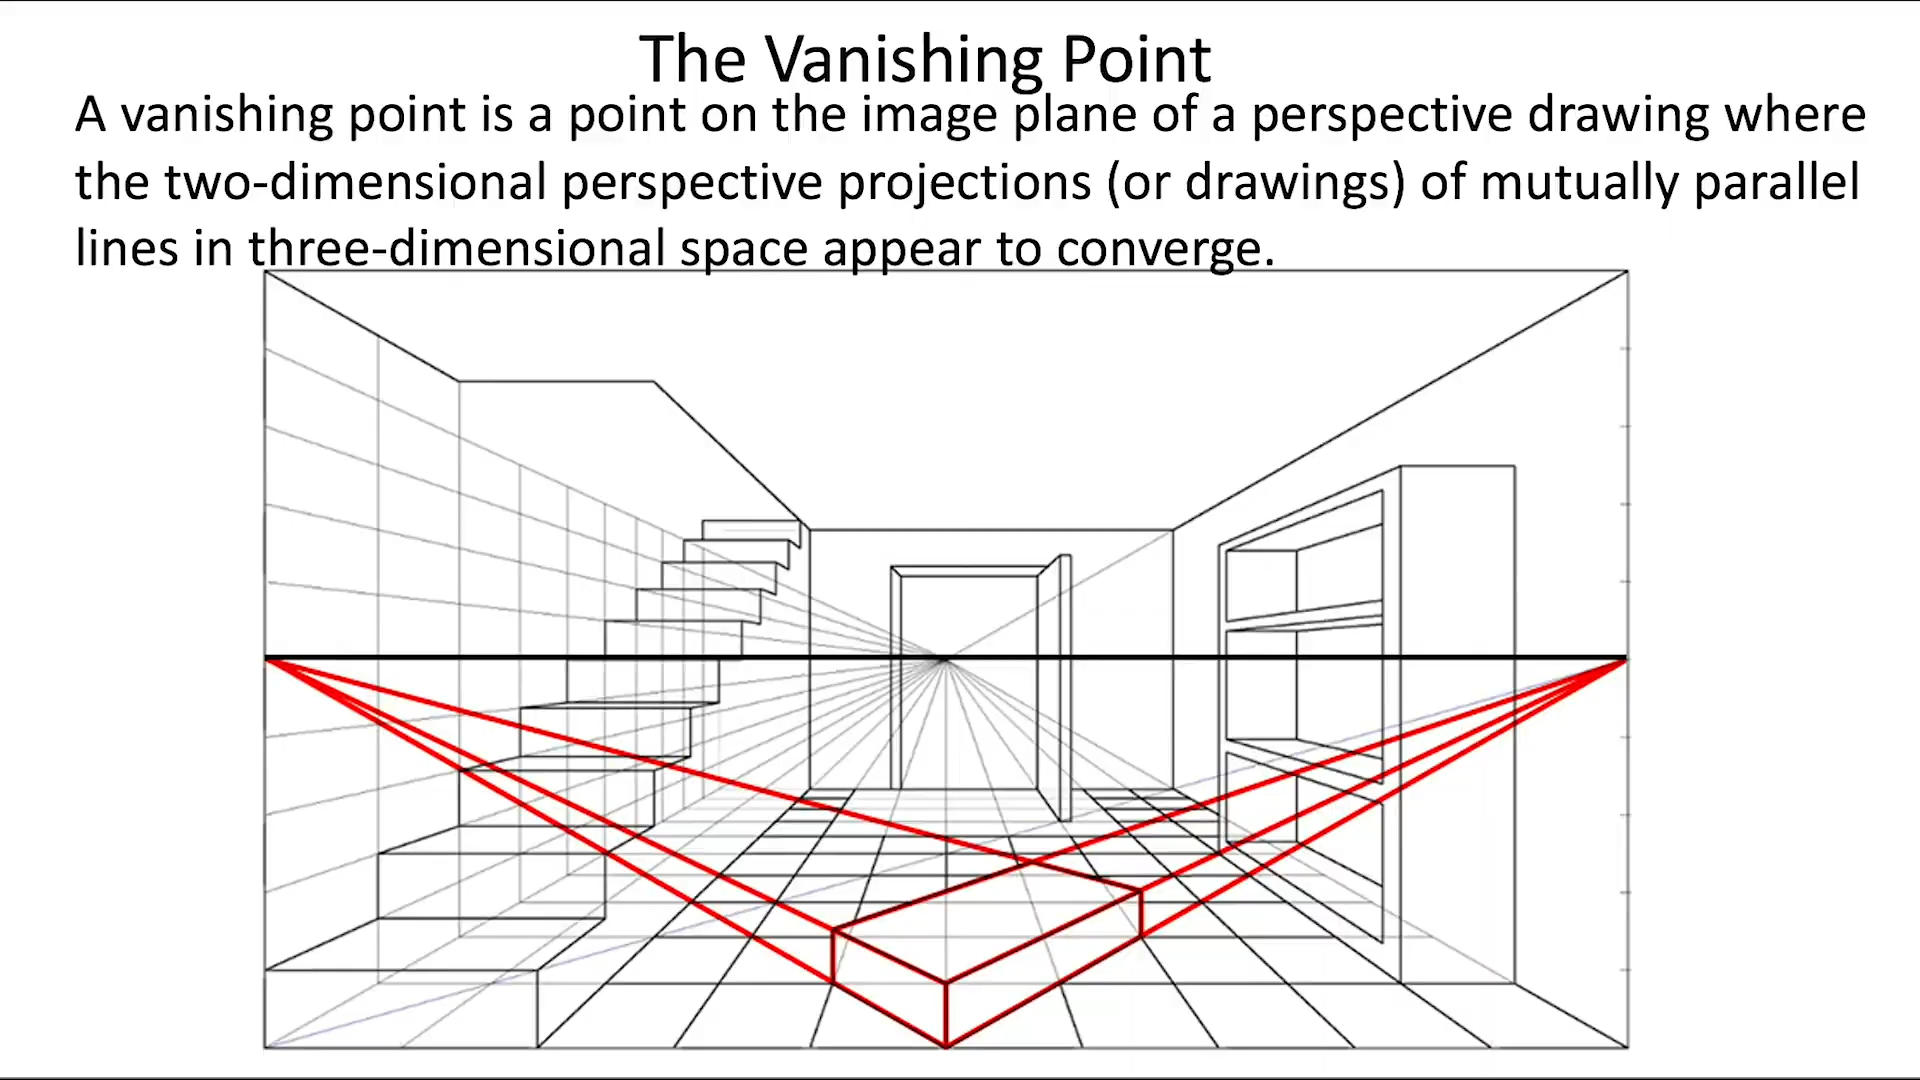 The Vanishing Point
A vanishing point is a point on the image plane of a perspective drawing where
the two-dimensional perspective projections (or drawings) of mutually parallel
lines in three-dimensional space appear to converge.